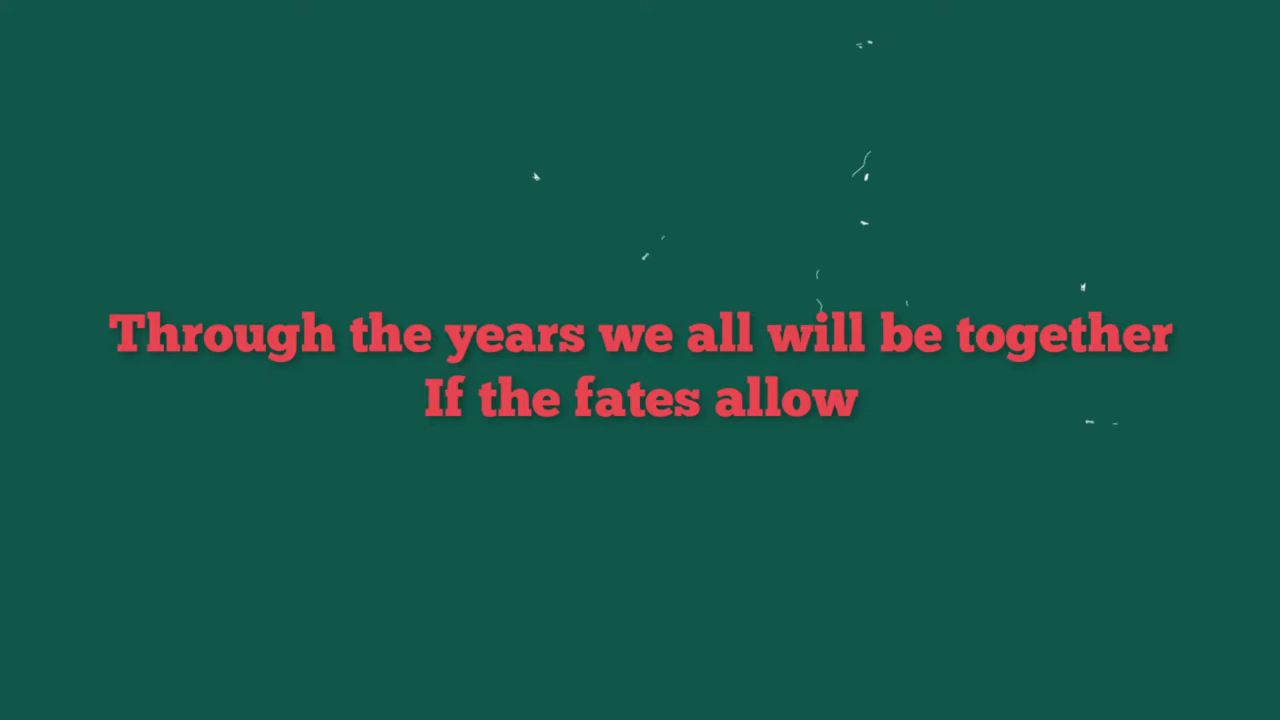 Through the years we all will be together
If the fates allow